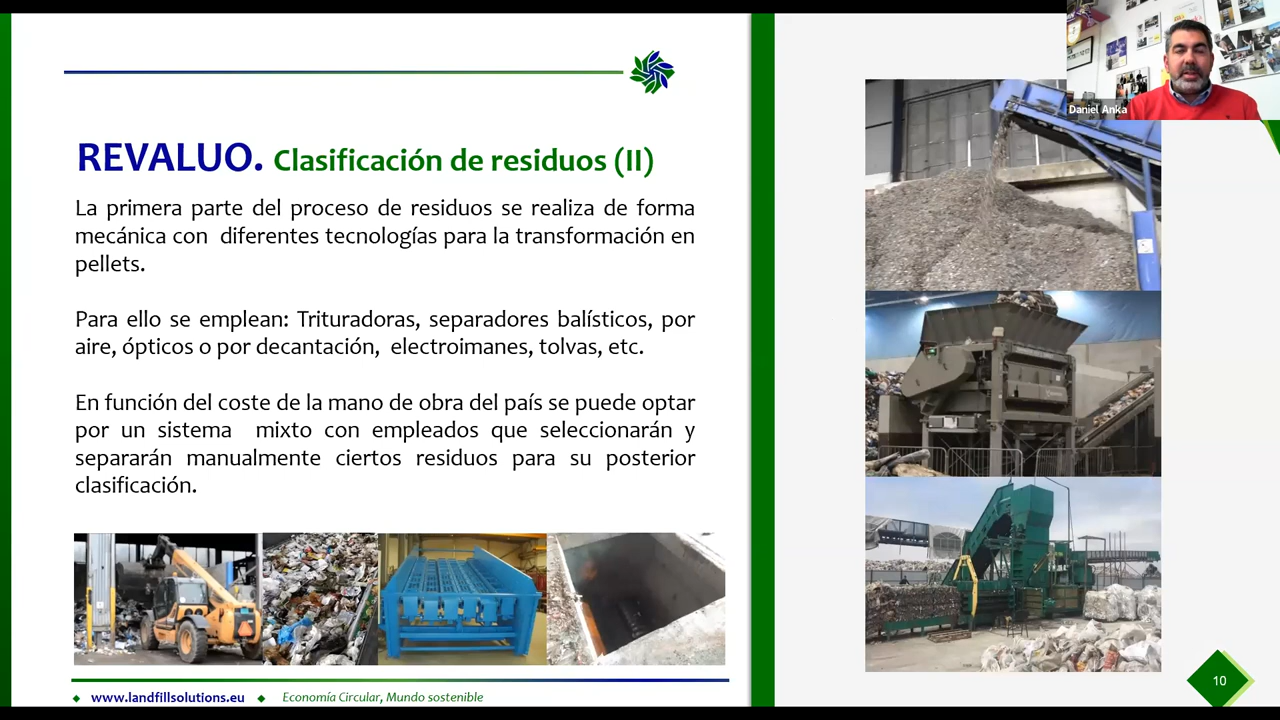 Daniel Anka
REVALUO. Clasificación de residuos (II)
La primera parte del proceso de residuos se realiza de forma
mecánica con diferentes tecnologías para la transformación en
pellets.
Para ello se emplean: Trituradoras, separadores balísticos, por
aire, ópticos o por decantación, electroimanes, tolvas, etc.
En función del coste de la mano de obra del país se puede optar
por un sistema mixto con empleados que seleccionarán y
separarán manualmente ciertos residuos para su posterior
clasificación.
www.landfillsolutions.eu
Economía Circular, Mundo sostenible
10